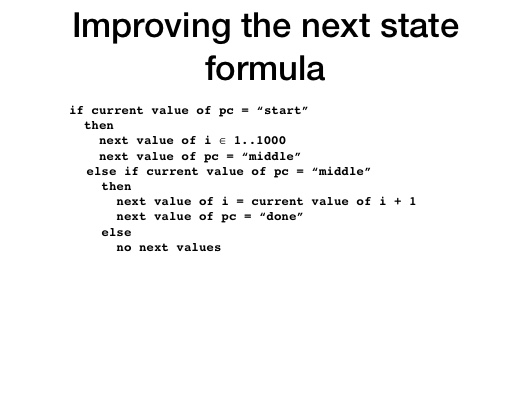 Improving the next state
formula
if current value of pc = “start”
then
next value of i ∈ 1..1000
next value of pc = “middle”
else if current value of pc = “middle”
then
next value of i = current value of i + 1
next value of pc = “done”
else
no next values